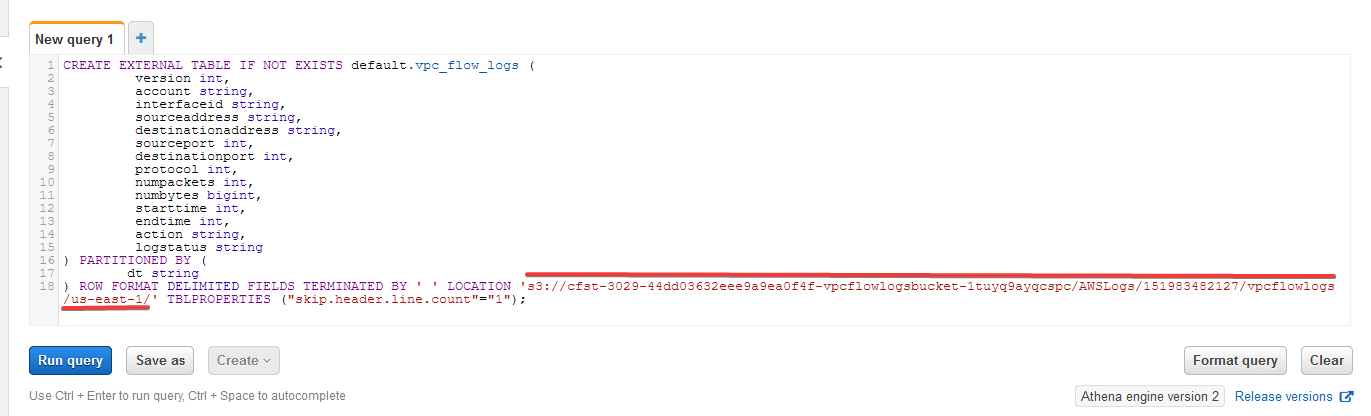 New query 1
+
1 CREATE EXTERNAL TABLE IF NOT EXISTS default.vpc_flow_logs (
2 version int,
3 account string,
4 interfaceid string,
5 sourceaddress string,
6 destinationaddress string,
7 sourceport int,
8 destinationport int,
9 protocol int,
10 numpackets int,
11 numbytes bigint,
12 starttime int,
13 endtime int,
14 action string,
15 logstatus string
16 ) PARTITIONED BY (
17 dt string
18 ) ROW FORMAT DELIMITED FIELDS TERMINATED BY ' ' LOCATION 's3://cfst-3029-44dd03632eee9a9ea0f4f-vpcflowlogsbucket-1tuyq9ayqcspc/AWSLogs/151983482127/vpcflowlogs
/us-east-1/' TBLPROPERTIES ("skip.header.line.count"="1");
Run query Save as Create Format query Clear
Use Ctrl + Enter to run query, Ctrl + Space to autocomplete Athena engine version 2 Release versions